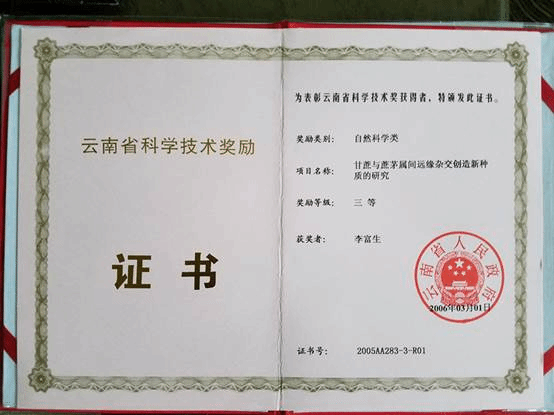 云南省科学技术奖励
证书
为表彰云南省科学技术奖获得者,特颁发此证书。
奖励类别: 自然科学类
项目名称: 甘蔗与蔗茅属间远缘杂交创造新种
质的研究
奖励等级: 三 等
获奖者: 李富生
云南省人民政府
2006年03月01日
证书号: 2005AA283-3-R01